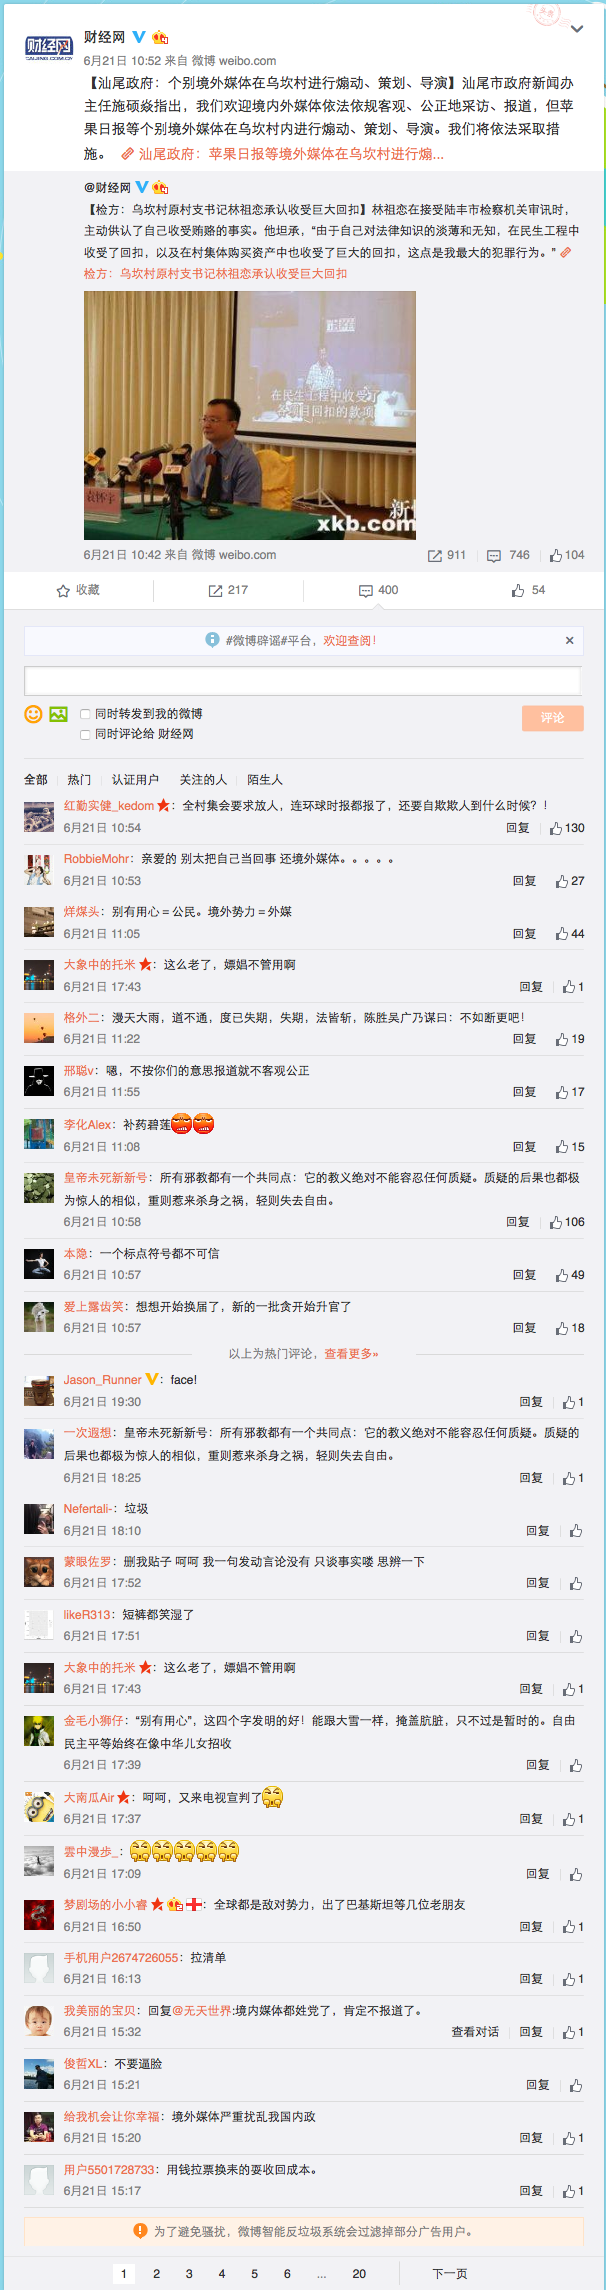 头条
财经网
CAIJING.COM.CN
财经网
6月21日 10:52 来自 微博 weibo.com
【汕尾政府：个别境外媒体在乌坎村进行煽动、策划、导演】汕尾市政府新闻办
主任施硕焱指出，我们欢迎境内外媒体依法依规客观、公正地采访、报道，但苹
果日报等个别境外媒体在乌坎村内进行煽动、策划、导演。我们将依法采取措
施。 汕尾政府：苹果日报等境外媒体在乌坎村进行煽...
@财经网
【检方：乌坎村原村支书记林祖恋承认收受巨大回扣】林祖恋在接受陆丰市检察机关审讯时，
主动供认了自己收受贿赂的事实。他坦承，“由于自己对法律知识的淡薄和无知，在民生工程中
收受了回扣，以及在村集体购买资产中也收受了巨大的回扣，这点是我最大的犯罪行为。”
检方：乌坎村原村支书记林祖恋承认收受巨大回扣
在民生工程中收受了
各项目回扣的款项
袁怀宇
xkb.com
6月21日 10:42 来自 微博 weibo.com 911 746 104
收藏 217 400 54
#微博辟谣#平台，欢迎查阅！ ×
同时转发到我的微博 评论
同时评论给 财经网
全部 热门 认证用户 关注的人 陌生人
红勤实健_kedom：全村集会要求放人，连环球时报都报了，还要自欺欺人到什么时候？！
6月21日 10:54 回复 130
RobbieMohr：亲爱的 别太把自己当回事 还境外媒体。。。。。
6月21日 10:53 回复 27
烊煤头：别有用心＝公民。境外势力＝外媒
6月21日 11:05 回复 44
大象中的托米：这么老了，嫖娼不管用啊
6月21日 17:43 回复 1
格外二：漫天大雨，道不通，度已失期，失期，法皆斩，陈胜吴广乃谋曰：不如断更吧！
6月21日 11:22 回复 19
邢聪v：嗯，不按你们的意思报道就不客观公正
6月21日 11:55 回复 17
李化Alex：补药碧莲
6月21日 11:08 回复 15
皇帝未死新新号：所有邪教都有一个共同点：它的教义绝对不能容忍任何质疑。质疑的后果也都极
为惊人的相似，重则惹来杀身之祸，轻则失去自由。
6月21日 10:58 回复 106
本隐：一个标点符号都不可信
6月21日 10:57 回复 49
爱上露齿笑：想想开始换届了，新的一批贪开始升官了
6月21日 10:57 回复 18
以上为热门评论，查看更多»
Jason_Runner：face!
6月21日 19:30 回复 1
一次遐想：皇帝未死新新号：所有邪教都有一个共同点：它的教义绝对不能容忍任何质疑。质疑的
后果也都极为惊人的相似，重则惹来杀身之祸，轻则失去自由。
6月21日 18:25 回复 1
Nefertali-：垃圾
6月21日 18:10 回复
蒙眼佐罗：删我贴子 呵呵 我一句发动言论没有 只谈事实喽 思辨一下
6月21日 17:52 回复
likeR313：短裤都笑湿了
6月21日 17:51 回复
大象中的托米：这么老了，嫖娼不管用啊
6月21日 17:43 回复 1
金毛小狮仔：“别有用心”，这四个字发明的好！能跟大雪一样，掩盖肮脏，只不过是暂时的。自由
民主平等始终在像中华儿女招收
6月21日 17:39 回复
大南瓜Air：呵呵，又来电视宣判了
6月21日 17:37 回复 1
雲中漫步_：
6月21日 17:09 回复
梦剧场的小小睿：全球都是敌对势力，出了巴基斯坦等几位老朋友
6月21日 16:50 回复 1
手机用户2674726055：拉清单
6月21日 16:13 回复 1
我美丽的宝贝：回复@无天世界:境内媒体都姓党了，肯定不报道了。
6月21日 15:32 查看对话 回复 1
俊哲XL：不要逼脸
6月21日 15:21 回复
给我机会让你幸福：境外媒体严重扰乱我国内政
6月21日 15:20 回复 1
用户5501728733：用钱拉票换来的耍收回成本。
6月21日 15:17 回复 1
为了避免骚扰，微博智能反垃圾系统会过滤掉部分广告用户。
1 2 3 4 5 6 ... 20 下一页